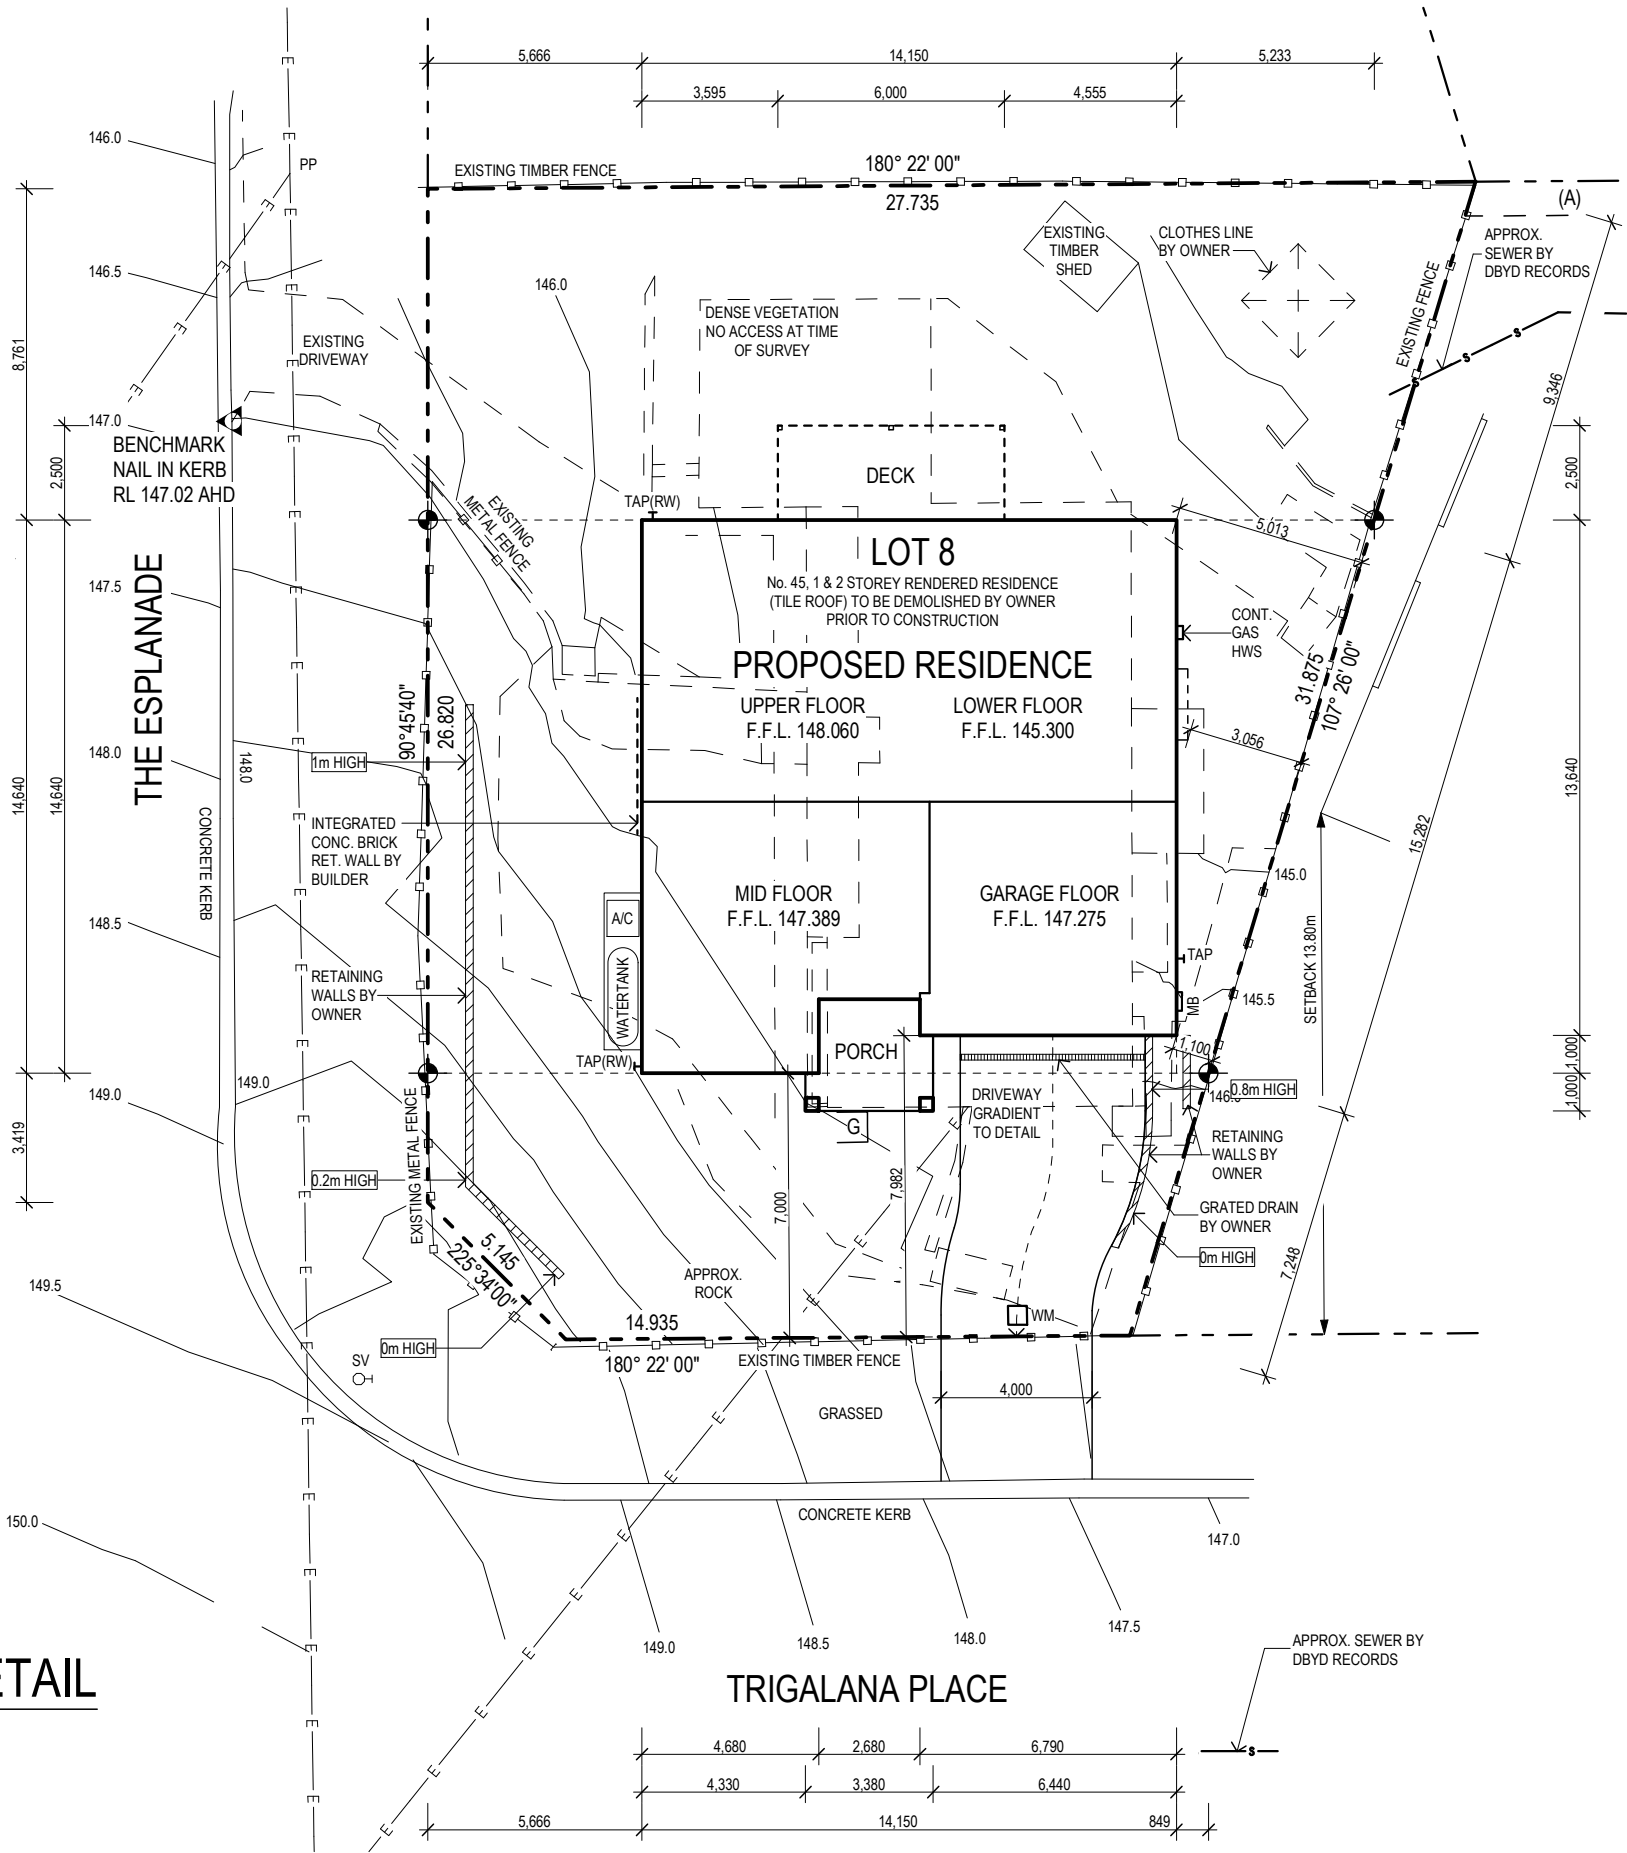 5,666
14,150
5,233
3,595
6,000
4,555
146.0
PP
EXISTING TIMBER FENCE
180° 22' 00"
27.735
(A)
EXISTING
TIMBER
SHED
CLOTHES LINE
BY OWNER
APPROX.
SEWER BY
DBYD RECORDS
EXISTING FENCE
146.5
146.0
DENSE VEGETATION
NO ACCESS AT TIME
OF SURVEY
EXISTING
DRIVEWAY
8,761
9,346
147.0
BENCHMARK
NAIL IN KERB
RL 147.02 AHD
2,500
2,500
DECK
TAP(RW)
EXISTING
METAL FENCE
5,013
LOT 8
No. 45, 1 & 2 STOREY RENDERED RESIDENCE
(TILE ROOF) TO BE DEMOLISHED BY OWNER
PRIOR TO CONSTRUCTION
147.5
THE ESPLANADE
CONT.
GAS
HWS
PROPOSED RESIDENCE
UPPER FLOOR
F.F.L. 148.060
LOWER FLOOR
F.F.L. 145.300
31.875
107° 26' 00"
90°45'40"
26.820
3,056
148.0
148.0
1m HIGH
14,640
14,640
13,640
15,282
CONCRETE KERB
INTEGRATED
CONC. BRICK
RET. WALL BY
BUILDER
145.0
MID FLOOR
F.F.L. 147.389
GARAGE FLOOR
F.F.L. 147.275
A/C
WATERTANK
148.5
TAP
SETBACK 13.80m
RETAINING
WALLS BY
OWNER
MB
145.5
PORCH
1,100
TAP(RW)
1,000
1,000
149.0
149.0
DRIVEWAY
GRADIENT
TO DETAIL
0.8m HIGH
G
RETAINING
WALLS BY
OWNER
3,419
0.2m HIGH
EXISTING METAL FENCE
7,000
7,982
GRATED DRAIN
BY OWNER
0m HIGH
7,248
5.145
225°34'00"
APPROX.
ROCK
149.5
14.935
WM
0m HIGH
SV
180° 22' 00"
EXISTING TIMBER FENCE
4,000
GRASSED
CONCRETE KERB
150.0
147.0
147.5
148.0
148.5
149.0
APPROX. SEWER BY
DBYD RECORDS
ETAIL
TRIGALANA PLACE
4,680
2,680
6,790
4,330
3,380
6,440
5,666
14,150
849